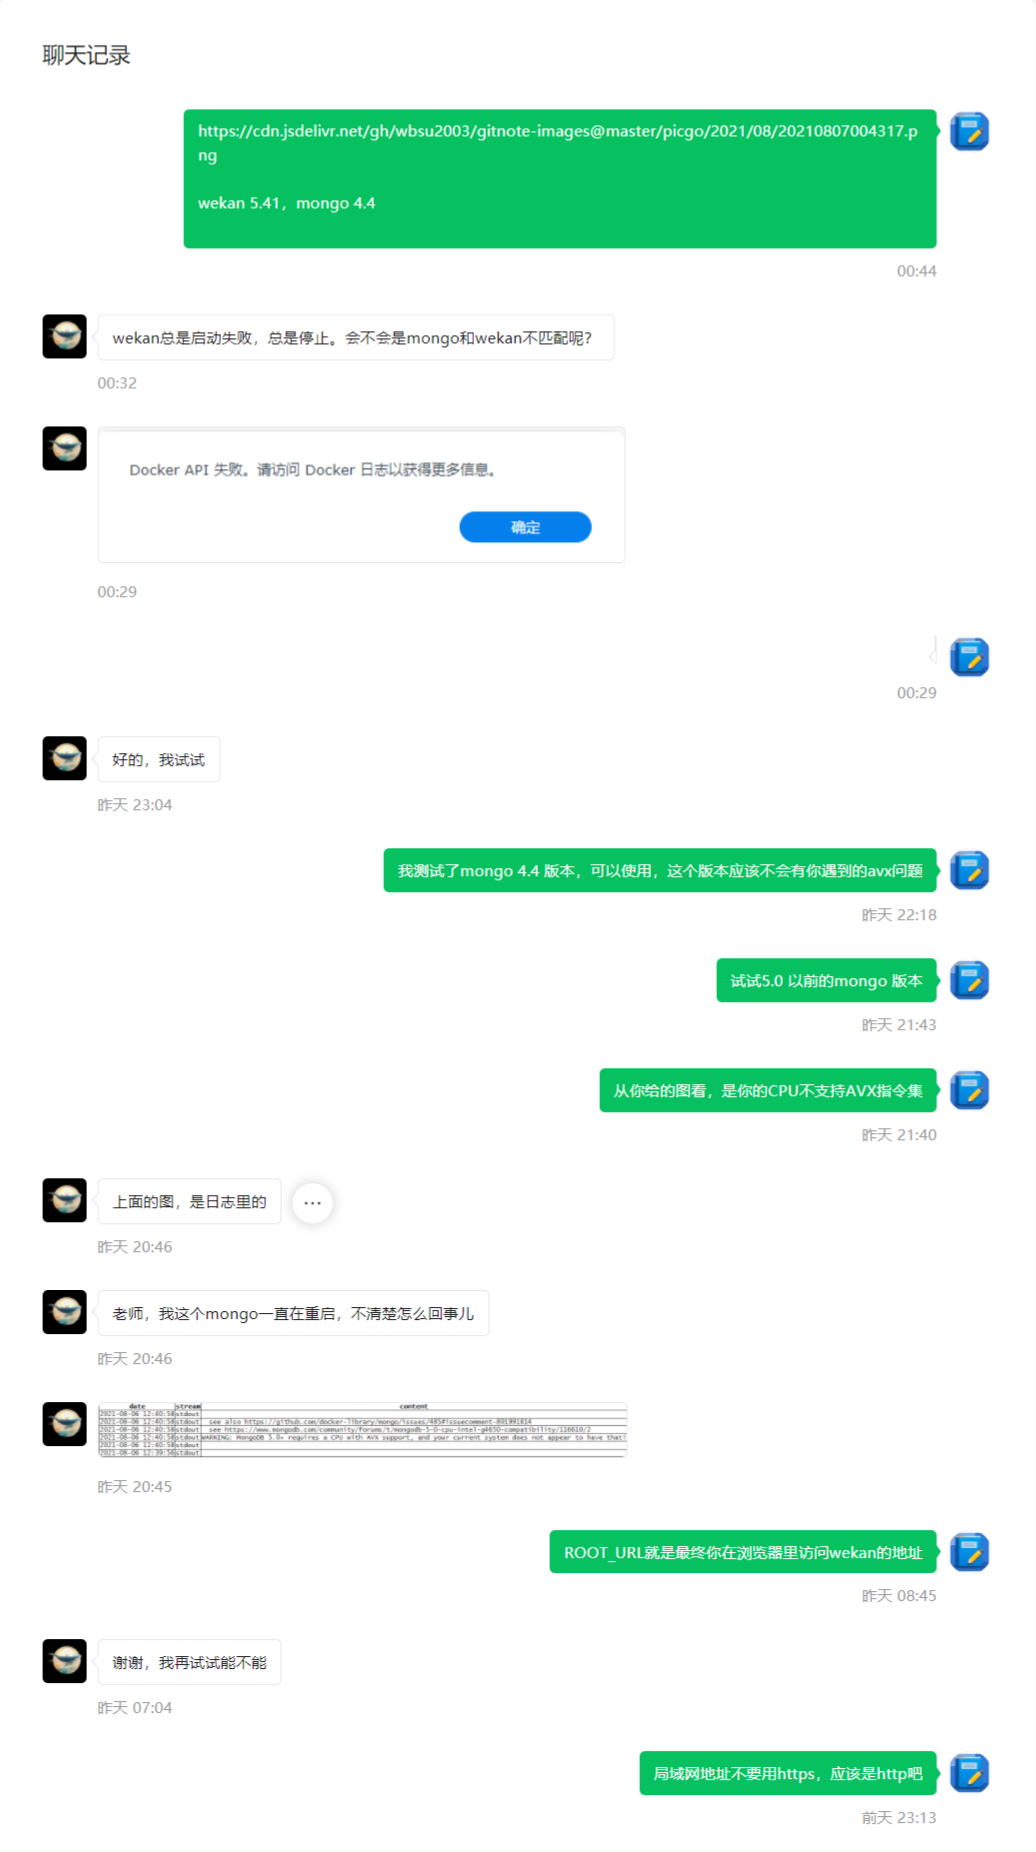 聊天记录
https://cdn.jsdelivr.net/gh/wbsu2003/gitnote-images@master/picgo/2021/08/20210807004317.p
ng
wekan 5.41，mongo 4.4
00:44
wekan总是启动失败，总是停止。会不会是mongo和wekan不匹配呢？
00:32
Docker API 失败。请访问 Docker 日志以获得更多信息。
确定
00:29
00:29
好的，我试试
昨天 23:04
我测试了mongo 4.4 版本，可以使用，这个版本应该不会有你遇到的avx问题
昨天 22:18
试试5.0 以前的mongo 版本
昨天 21:43
从你给的图看，是你的CPU不支持AVX指令集
昨天 21:40
上面的图，是日志里的
昨天 20:46
老师，我这个mongo一直在重启，不清楚怎么回事儿
昨天 20:46
date stream content
2021-08-06 12:40:58 stdout
2021-08-06 12:40:58 stdout see also https://github.com/docker-library/mongo/issues/485#issuecomment-891991814
2021-08-06 12:40:58 stdout see https://www.mongodb.com/community/forums/t/mongodb-5-0-cpu-intel-g4650-compatibility/116610/2
2021-08-06 12:40:58 stdout WARNING: MongoDB 5.0+ requires a CPU with AVX support, and your current system does not appear to have that!
2021-08-06 12:40:58 stdout
2021-08-06 12:39:56 stdout
昨天 20:45
ROOT_URL就是最终你在浏览器里访问wekan的地址
昨天 08:45
谢谢，我再试试能不能
昨天 07:04
局域网地址不要用https，应该是http吧
前天 23:13